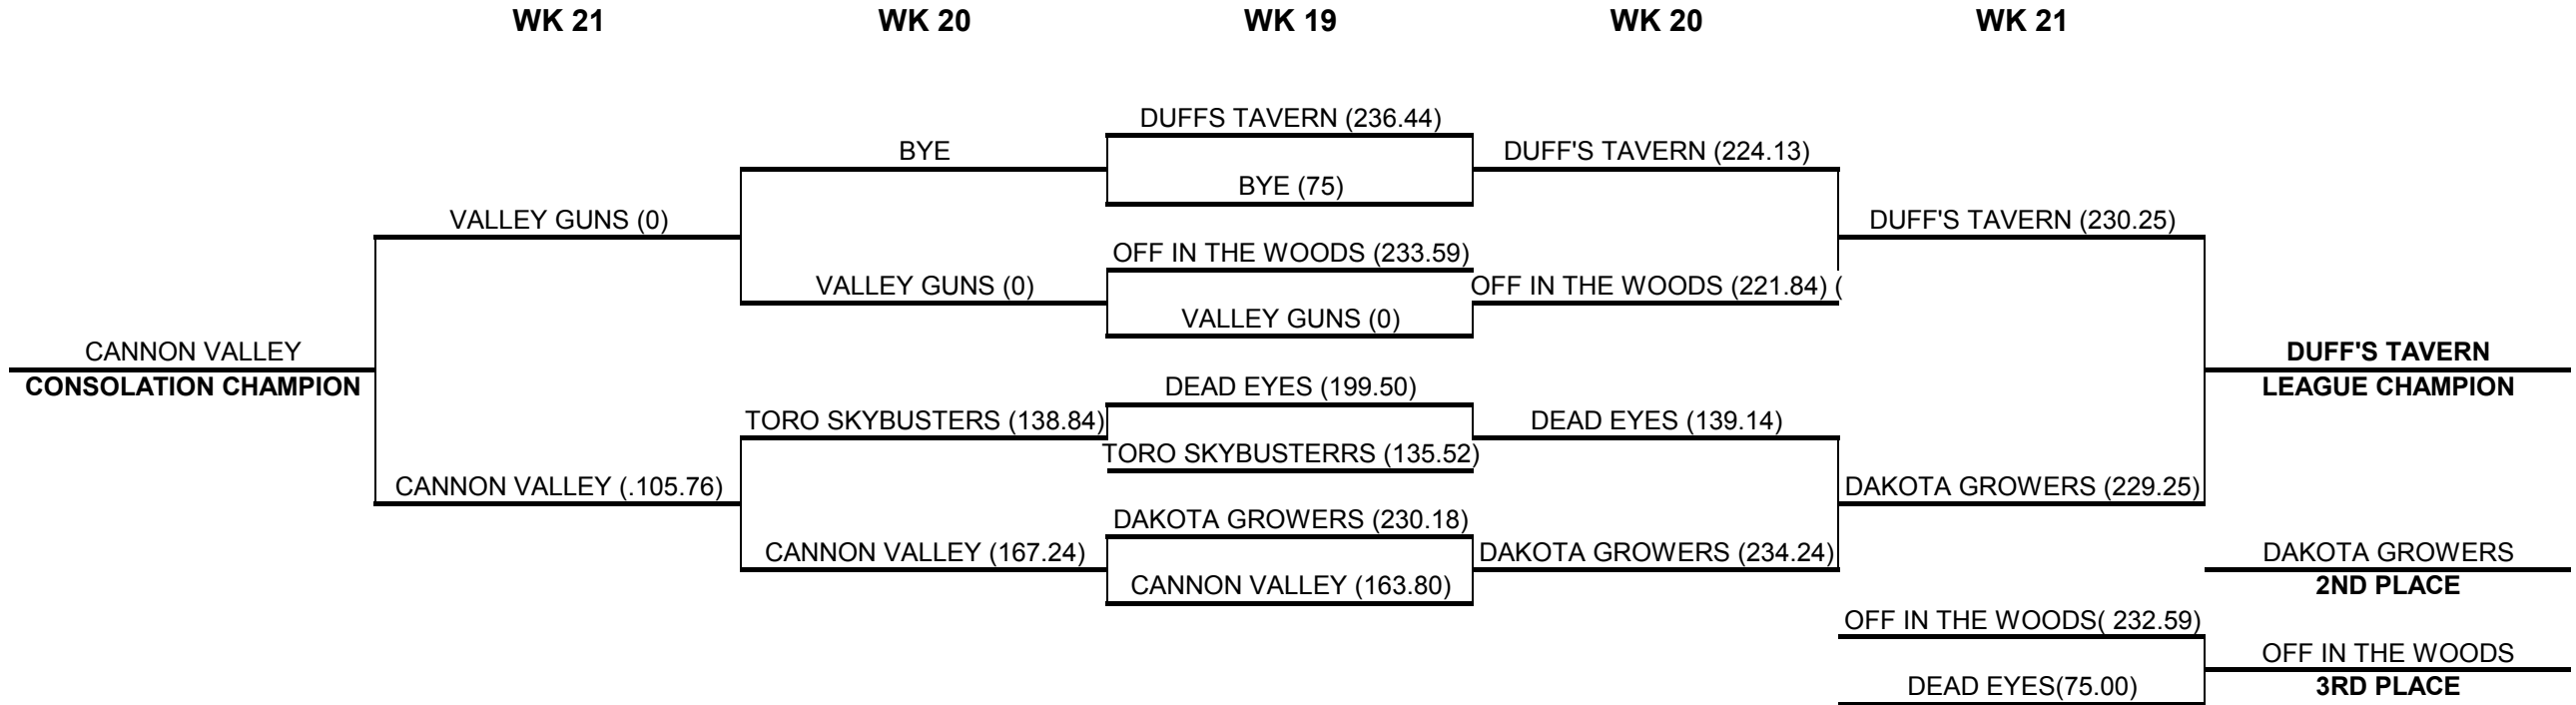 WK 21 WK 20 WK 19 WK 20 WK 21
DUFFS TAVERN (236.44)
BYE DUFF'S TAVERN (224.13)
BYE (75)
VALLEY GUNS (0) DUFF'S TAVERN (230.25)
OFF IN THE WOODS (233.59)
VALLEY GUNS (0) OFF IN THE WOODS (221.84) (
VALLEY GUNS (0)
CANNON VALLEY DUFF'S TAVERN
CONSOLATION CHAMPION DEAD EYES (199.50) LEAGUE CHAMPION
TORO SKYBUSTERS (138.84) DEAD EYES (139.14)
TORO SKYBUSTERRS (135.52)
CANNON VALLEY (.105.76) DAKOTA GROWERS (229.25)
DAKOTA GROWERS (230.18)
CANNON VALLEY (167.24) DAKOTA GROWERS (234.24) DAKOTA GROWERS
CANNON VALLEY (163.80) 2ND PLACE
OFF IN THE WOODS( 232.59)
OFF IN THE WOODS
DEAD EYES(75.00) 3RD PLACE